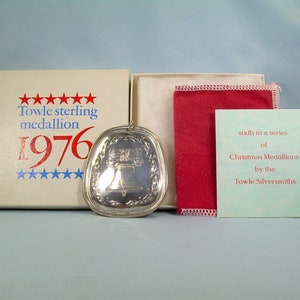 Towle sterling
medallion
1976
sixth in a series
of
Christmas Medallions
by the
Towle Silversmiths